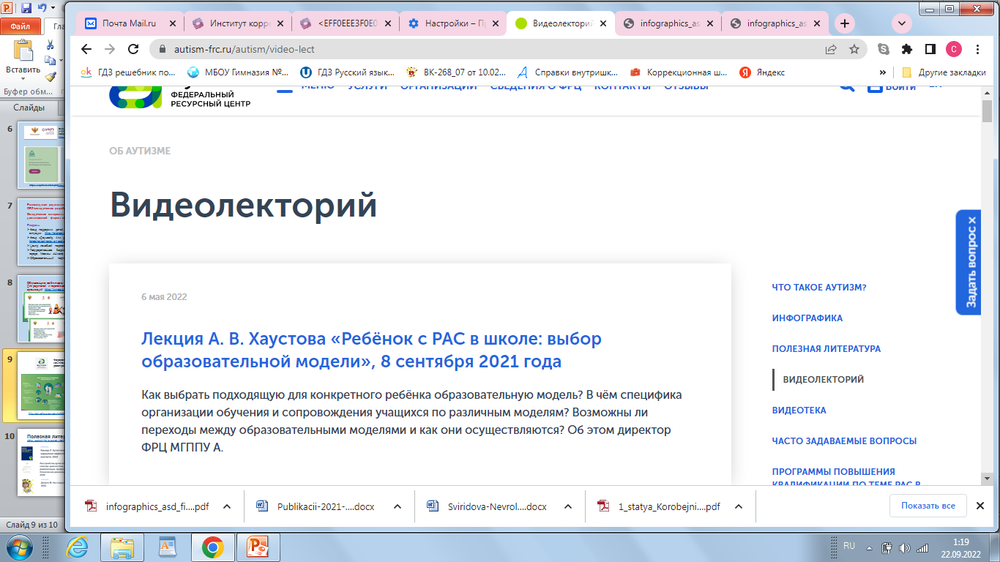 Файл
Гла
Вставить
Буфер обм...
Слайды
6
7
8
9
10
Полезная литер
Слайд 9 из 10
Почта Mail.ru
Институт корре
<EFF0EEE3F0E0
Настройки – П
Видеолекторий
infographics_as
infographics_as
autism-frc.ru/autism/video-lect
С
ГДЗ решебник по...
МБОУ Гимназия №...
ГДЗ Русский язык...
ВК-268_07 от 10.02...
Справки внутришк...
Коррекционная ш...
Яндекс
»
Другие закладки
ФЕДЕРАЛЬНЫЙ
РЕСУРСНЫЙ ЦЕНТР
МЕНЮ
УСЛУГИ
ОРГАНИЗАЦИИ
СВЕДЕНИЯ О ФРЦ
КОНТАКТЫ
ОТЗЫВЫ
Войти
EN
ОБ АУТИЗМЕ
Видеолекторий
6 мая 2022
Лекция А. В. Хаустова «Ребёнок с РАС в школе: выбор
образовательной модели», 8 сентября 2021 года
Как выбрать подходящую для конкретного ребёнка образовательную модель? В чём специфика
организации обучения и сопровождения учащихся по различным моделям? Возможны ли
переходы между образовательными моделями и как они осуществляются? Об этом директор
ФРЦ МГППУ А.
ЧТО ТАКОЕ АУТИЗМ?
ИНФОГРАФИКА
ПОЛЕЗНАЯ ЛИТЕРАТУРА
ВИДЕОЛЕКТОРИЙ
ВИДЕОТЕКА
ЧАСТО ЗАДАВАЕМЫЕ ВОПРОСЫ
ПРОГРАММЫ ПОВЫШЕНИЯ
КВАЛИФИКАЦИИ ПО ТЕМЕ РАС В
Задать вопрос
infographics_asd_fi....pdf
Publikacii-2021-....docx
Sviridova-Nevrol....docx
1_statya_Korobejni....pdf
Показать все
RU
1:19
22.09.2022